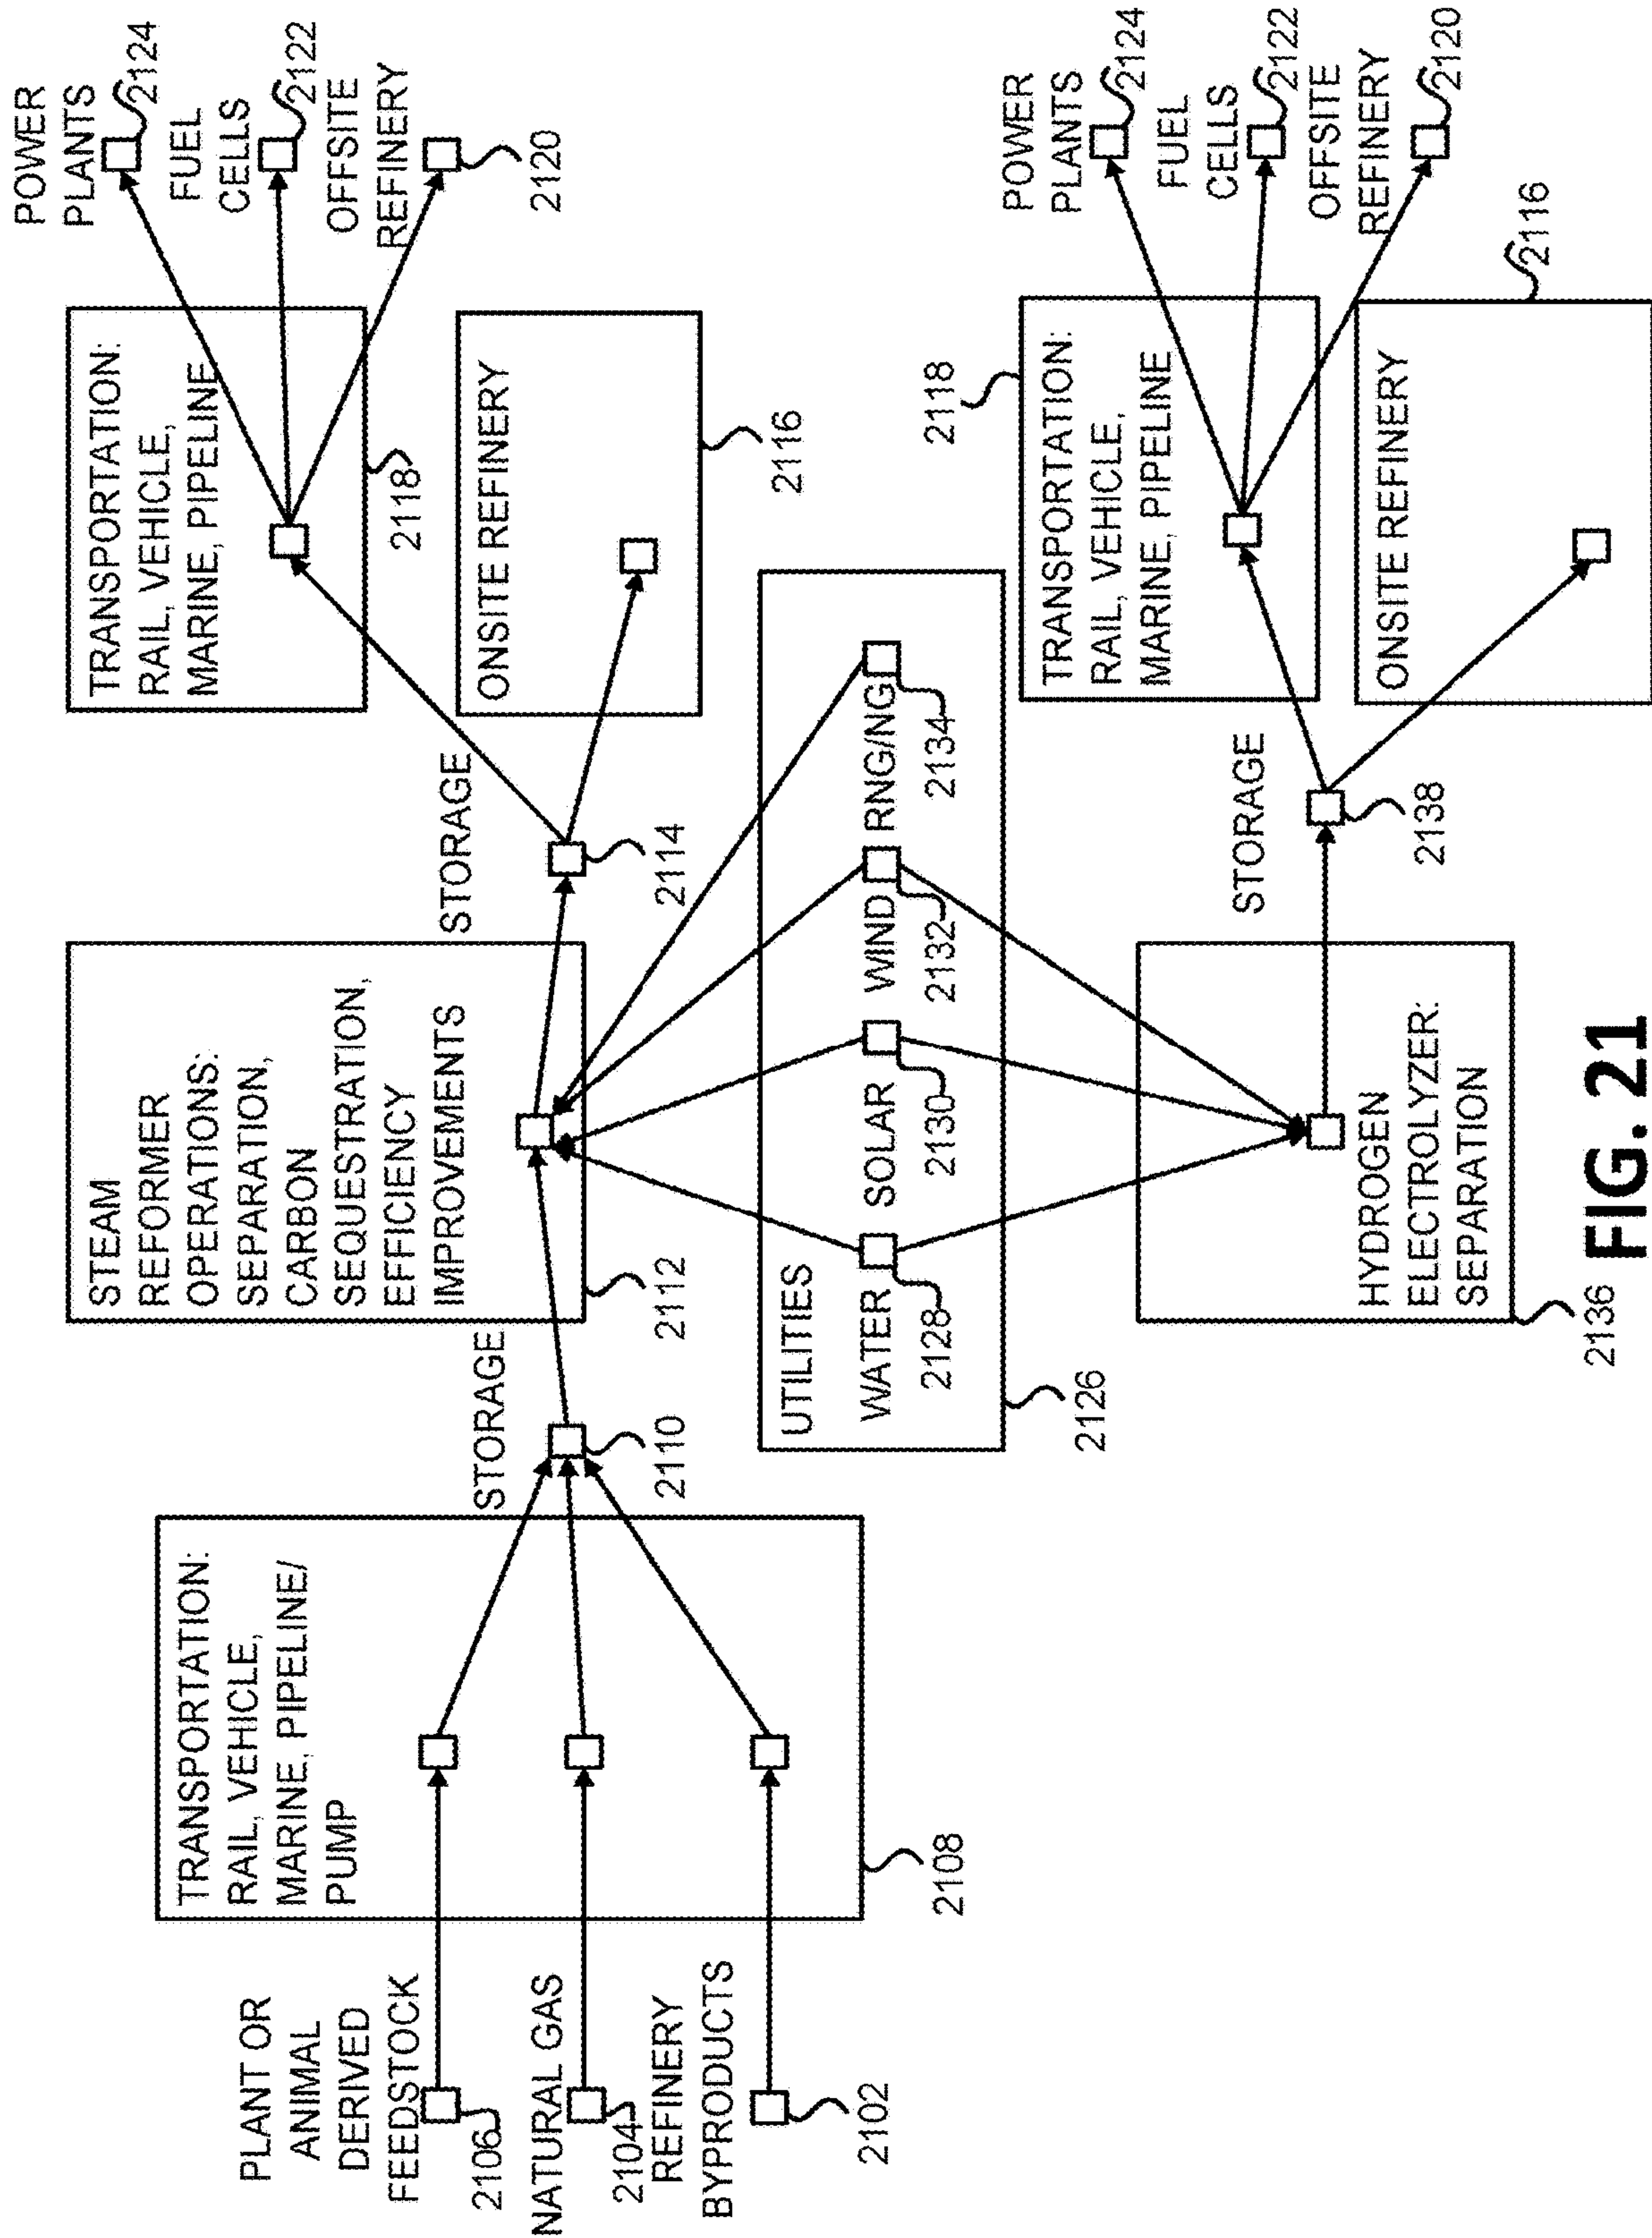 PLANT OR
ANIMAL
DERIVED
FEEDSTOCK
2106
NATURAL GAS
2104
REFINERY
BYPRODUCTS
2102
TRANSPORTATION:
RAIL, VEHICLE,
MARINE, PIPELINE/
PUMP
2108
STORAGE
2110
STEAM
REFORMER
OPERATIONS:
SEPARATION,
CARBON
SEQUESTRATION,
EFFICIENCY
IMPROVEMENTS
2112
STORAGE
2114
TRANSPORTATION:
RAIL, VEHICLE,
MARINE, PIPELINE
2118
ONSITE REFINERY
2116
POWER
PLANTS
2124
FUEL
CELLS
2122
OFFSITE
REFINERY
2120
UTILITIES
WATER SOLAR WIND RNG/NG
2128 2130 2132 2134
2126
HYDROGEN
ELECTROLYZER:
SEPARATION
2136
STORAGE
2138
TRANSPORTATION:
RAIL, VEHICLE,
MARINE, PIPELINE
2118
ONSITE REFINERY
2116
POWER
PLANTS
2124
FUEL
CELLS
2122
OFFSITE
REFINERY
2120
FIG. 21